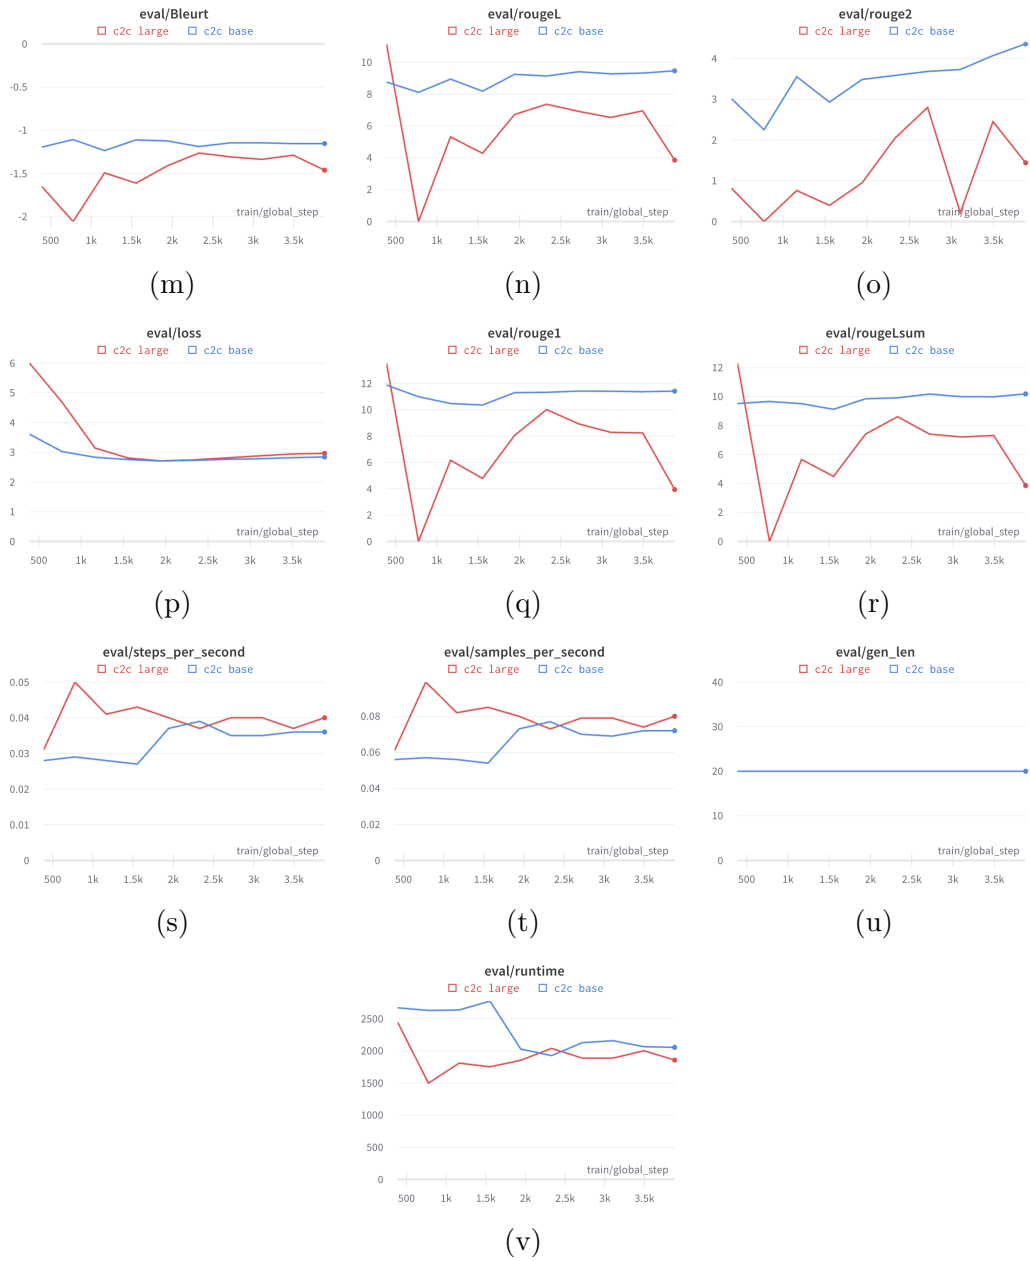 eval/Bleurt
c2c large c2c base
0
-0.5
-1
-1.5
-2
train/global_step
500 1k 1.5k 2k 2.5k 3k 3.5k
(m)
eval/rougeL
c2c large c2c base
10
8
6
4
2
0
train/global_step
500 1k 1.5k 2k 2.5k 3k 3.5k
(n)
eval/rouge2
c2c large c2c base
4
3
2
1
0
train/global_step
500 1k 1.5k 2k 2.5k 3k 3.5k
(o)
eval/loss
c2c large c2c base
6
5
4
3
2
1
0
train/global_step
500 1k 1.5k 2k 2.5k 3k 3.5k
(p)
eval/rouge1
c2c large c2c base
12
10
8
6
4
2
0
train/global_step
500 1k 1.5k 2k 2.5k 3k 3.5k
(q)
eval/rougeLsum
c2c large c2c base
12
10
8
6
4
2
0
train/global_step
500 1k 1.5k 2k 2.5k 3k 3.5k
(r)
eval/steps_per_second
c2c large c2c base
0.05
0.04
0.03
0.02
0.01
0
train/global_step
500 1k 1.5k 2k 2.5k 3k 3.5k
(s)
eval/samples_per_second
c2c large c2c base
0.08
0.06
0.04
0.02
0
train/global_step
500 1k 1.5k 2k 2.5k 3k 3.5k
(t)
eval/gen_len
c2c large c2c base
40
30
20
10
0
train/global_step
500 1k 1.5k 2k 2.5k 3k 3.5k
(u)
eval/runtime
c2c large c2c base
2500
2000
1500
1000
500
0
train/global_step
500 1k 1.5k 2k 2.5k 3k 3.5k
(v)